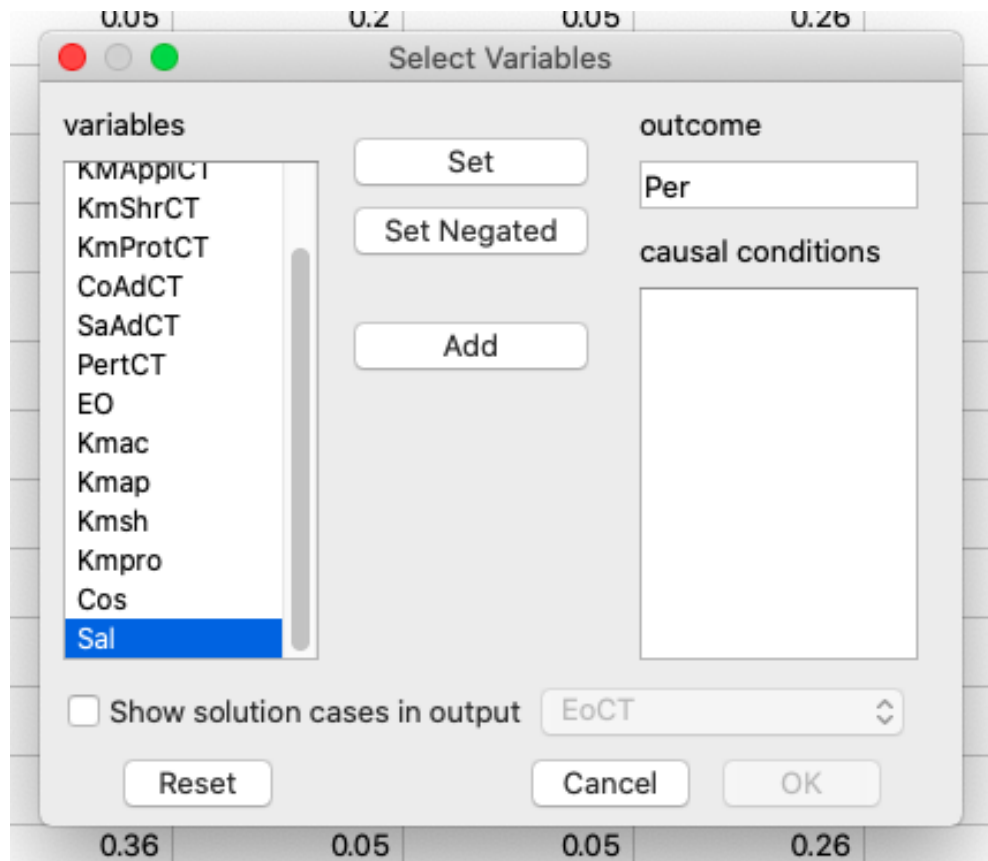 0.05 0.2 0.05 0.26
Select Variables
variables
KMApplCT
KmShrCT
KmProtCT
CoAdCT
SaAdCT
PertCT
EO
Kmac
Kmap
Kmsh
Kmpro
Cos
Sal
Set
Set Negated
Add
outcome
Per
causal conditions
Show solution cases in output EoCT
Reset Cancel OK
0.36 0.05 0.05 0.26